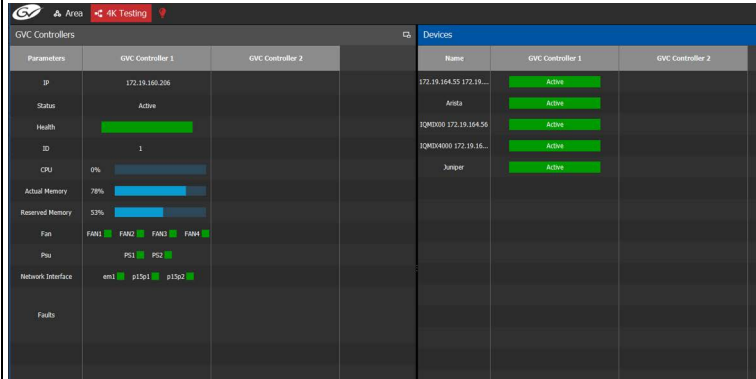 GV Area 4K Testing
GVC Controllers
Parameters GVC Controller 1 GVC Controller 2
IP 172.19.160.206
Status Active
Health
ID 1
CPU 0%
Actual Memory 78%
Reserved Memory 53%
Fan FAN1 FAN2 FAN3 FAN4
Psu PS1 PS2
Network Interface em1 p15p1 p15p2
Faults
Devices
Name GVC Controller 1 GVC Controller 2
172.19.164.55 172.19.... Active
Arista Active
IQMIX00 172.19.164.56 Active
IQMIX4000 172.19.16... Active
Juniper Active